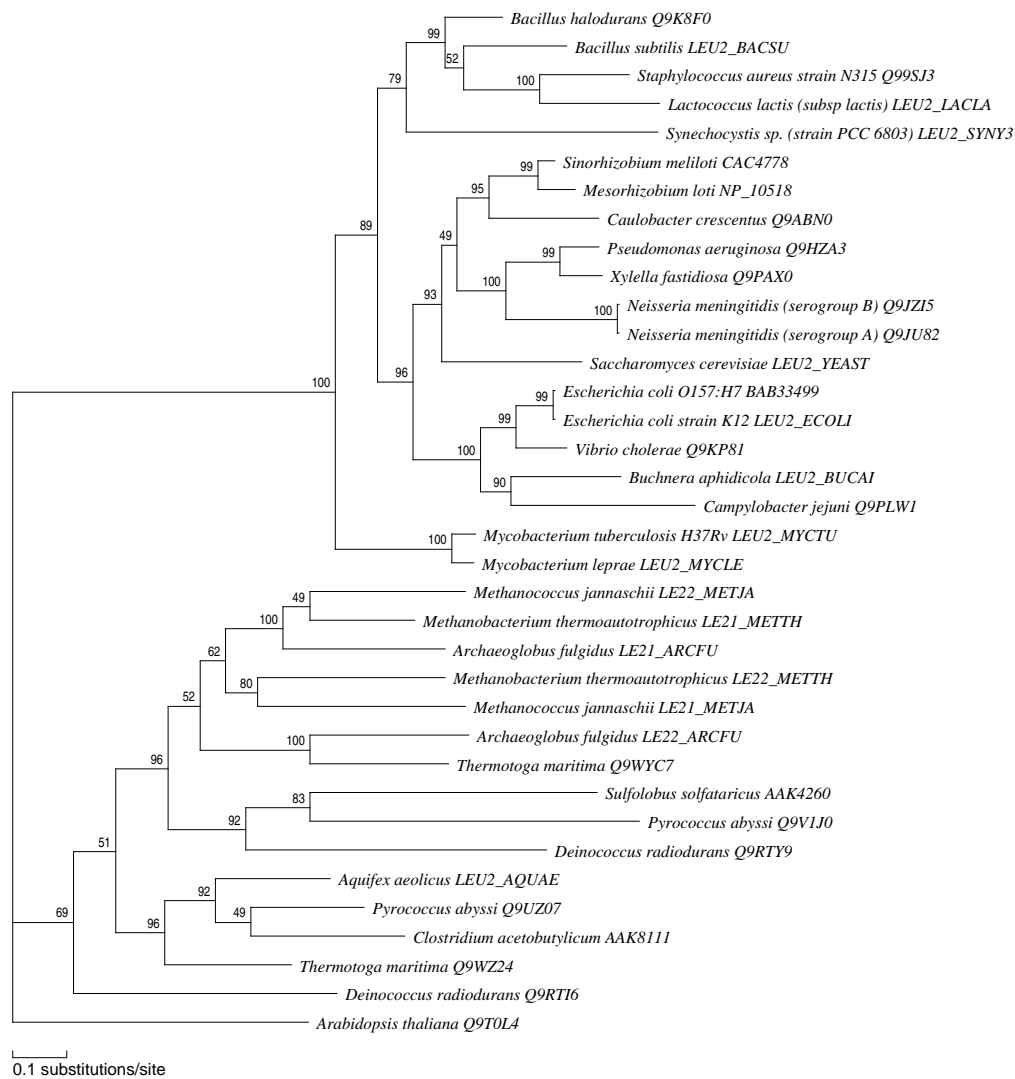 Bacillus halodurans Q9K8F0
99
Bacillus subtilis LEU2_BACSU
52
Staphylococcus aureus strain N315 Q99SJ3
79
100
Lactococcus lactis (subsp lactis) LEU2_LACLA
Synechocystis sp. (strain PCC 6803) LEU2_SYNY3
Sinorhizobium meliloti CAC4778
99
Mesorhizobium loti NP_10518
95
Caulobacter crescentus Q9ABN0
89
49
Pseudomonas aeruginosa Q9HZA3
99
Xylella fastidiosa Q9PAX0
100
93
Neisseria meningitidis (serogroup B) Q9JZI5
100
Neisseria meningitidis (serogroup A) Q9JU82
Saccharomyces cerevisiae LEU2_YEAST
96
100
Escherichia coli O157:H7 BAB33499
99
Escherichia coli strain K12 LEU2_ECOLI
99
Vibrio cholerae Q9KP81
100
Buchnera aphidicola LEU2_BUCAI
90
Campylobacter jejuni Q9PLW1
Mycobacterium tuberculosis H37Rv LEU2_MYCTU
100
Mycobacterium leprae LEU2_MYCLE
Methanococcus jannaschii LE22_METJA
49
Methanobacterium thermoautotrophicus LE21_METTH
100
Archaeoglobus fulgidus LE21_ARCFU
62
Methanobacterium thermoautotrophicus LE22_METTH
80
52
Methanococcus jannaschii LE21_METJA
Archaeoglobus fulgidus LE22_ARCFU
100
96
Thermotoga maritima Q9WYC7
Sulfolobus solfataricus AAK4260
83
92
Pyrococcus abyssi Q9V1J0
51
Deinococcus radiodurans Q9RTY9
Aquifex aeolicus LEU2_AQUAE
92
Pyrococcus abyssi Q9UZ07
69
49
96
Clostridium acetobutylicum AAK8111
Thermotoga maritima Q9WZ24
Deinococcus radiodurans Q9RTI6
Arabidopsis thaliana Q9T0L4
0.1 substitutions/site